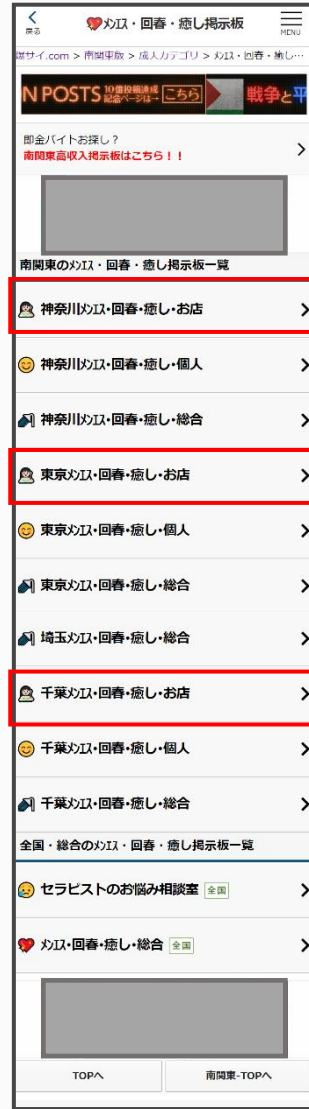 戻る
メンエス・回春・癒し掲示板
MENU
サイ.com > 南関東版 > 成人カテゴリ > メンエス・回春・癒し…
N POSTS 10億投稿達成 記念ページは→ こちら 戦争と平
即金バイトお探し？
南関東高収入掲示板はこちら！！
南関東のメンエス・回春・癒し掲示板一覧
神奈川メンエス・回春・癒し・お店
神奈川メンエス・回春・癒し・個人
神奈川メンエス・回春・癒し・総合
東京メンエス・回春・癒し・お店
東京メンエス・回春・癒し・個人
東京メンエス・回春・癒し・総合
埼玉メンエス・回春・癒し・総合
千葉メンエス・回春・癒し・お店
千葉メンエス・回春・癒し・個人
千葉メンエス・回春・癒し・総合
全国・総合のメンエス・回春・癒し掲示板一覧
セラピストのお悩み相談室 全国
メンエス・回春・癒し・総合 全国
TOPへ
南関東-TOPへ